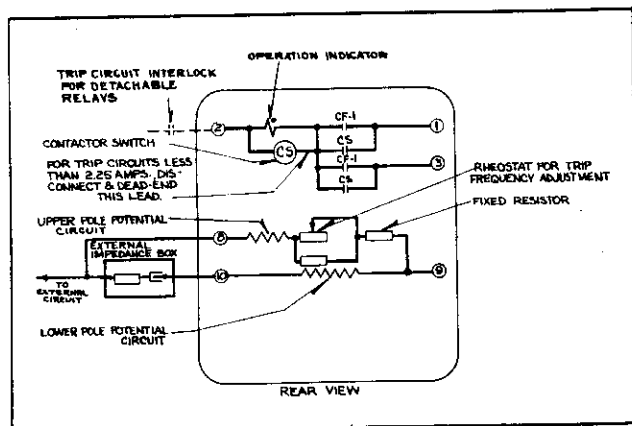 OPERATION INDICATOR
TRIP CIRCUIT INTERLOCK
FOR DETACHABLE
RELAYS
CF-1
2
1
CONTACTOR SWITCH
CS
CS
CF-1
3
FOR TRIP CIRCUITS LESS
THAN 2.25 AMPS., DIS-
CONNECT & DEAD-END
THIS LEAD.
CS
RHEOSTAT FOR TRIP
FREQUENCY ADJUSTMENT
FIXED RESISTOR
UPPER POLE POTENTIAL
CIRCUIT
8
EXTERNAL
IMPEDANCE BOX
10
9
TO
EXTERNAL
CIRCUIT
LOWER POLE POTENTIAL
CIRCUIT
REAR VIEW